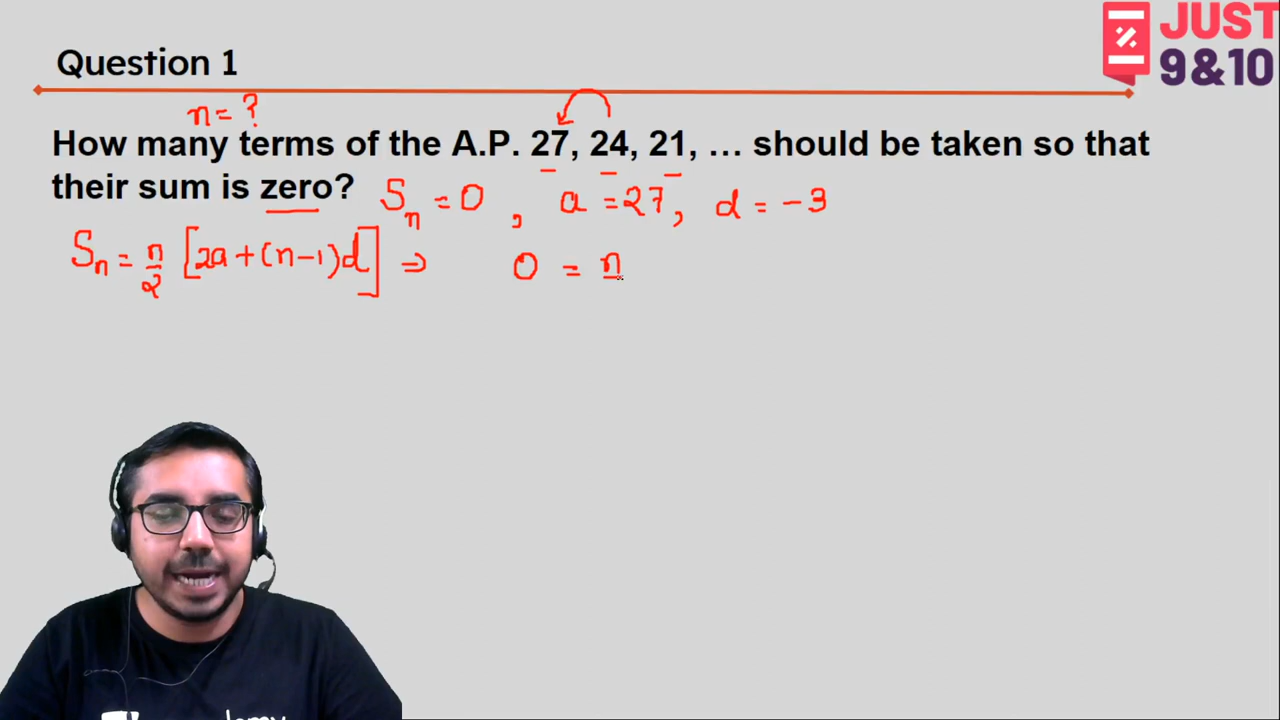 JUST
9&10
Question 1
n = ?
How many terms of the A.P. 27, 24, 21, … should be taken so that
their sum is zero? Sn = 0 , a = 27, d = -3
Sn = n/2 [2a + (n-1)d] ⇒ 0 = n